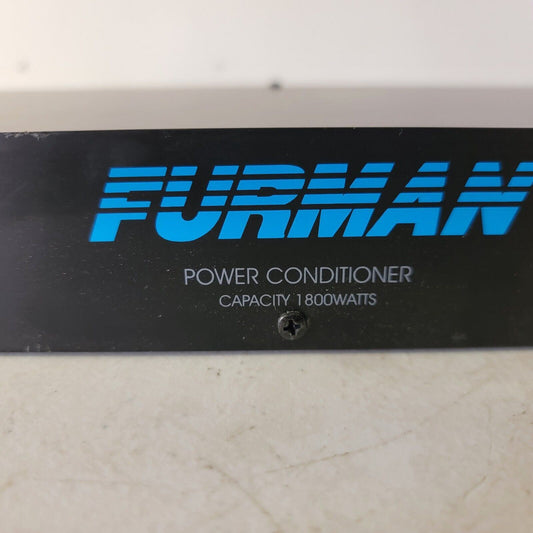 FURMAN
POWER CONDITIONER
CAPACITY 1800WATTS